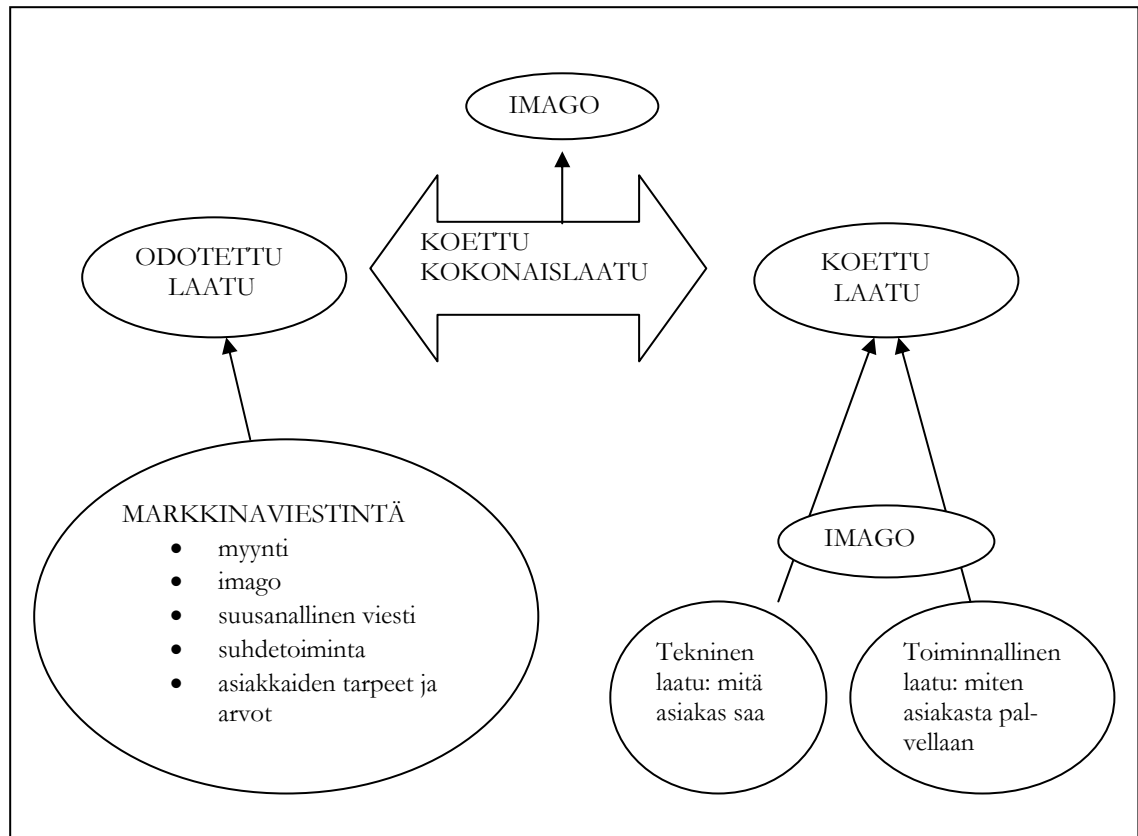 IMAGO
ODOTETTU
LAATU
KOETTU
KOKONAISLAATU
KOETTU
LAATU
MARKKINAVIESTINTÄ
• myynti
• imago
• suusanallinen viesti
• suhdetoiminta
• asiakkaiden tarpeet ja
arvot
IMAGO
Tekninen
laatu: mitä
asiakas saa
Toiminnallinen
laatu: miten
asiakasta pal-
vellaan